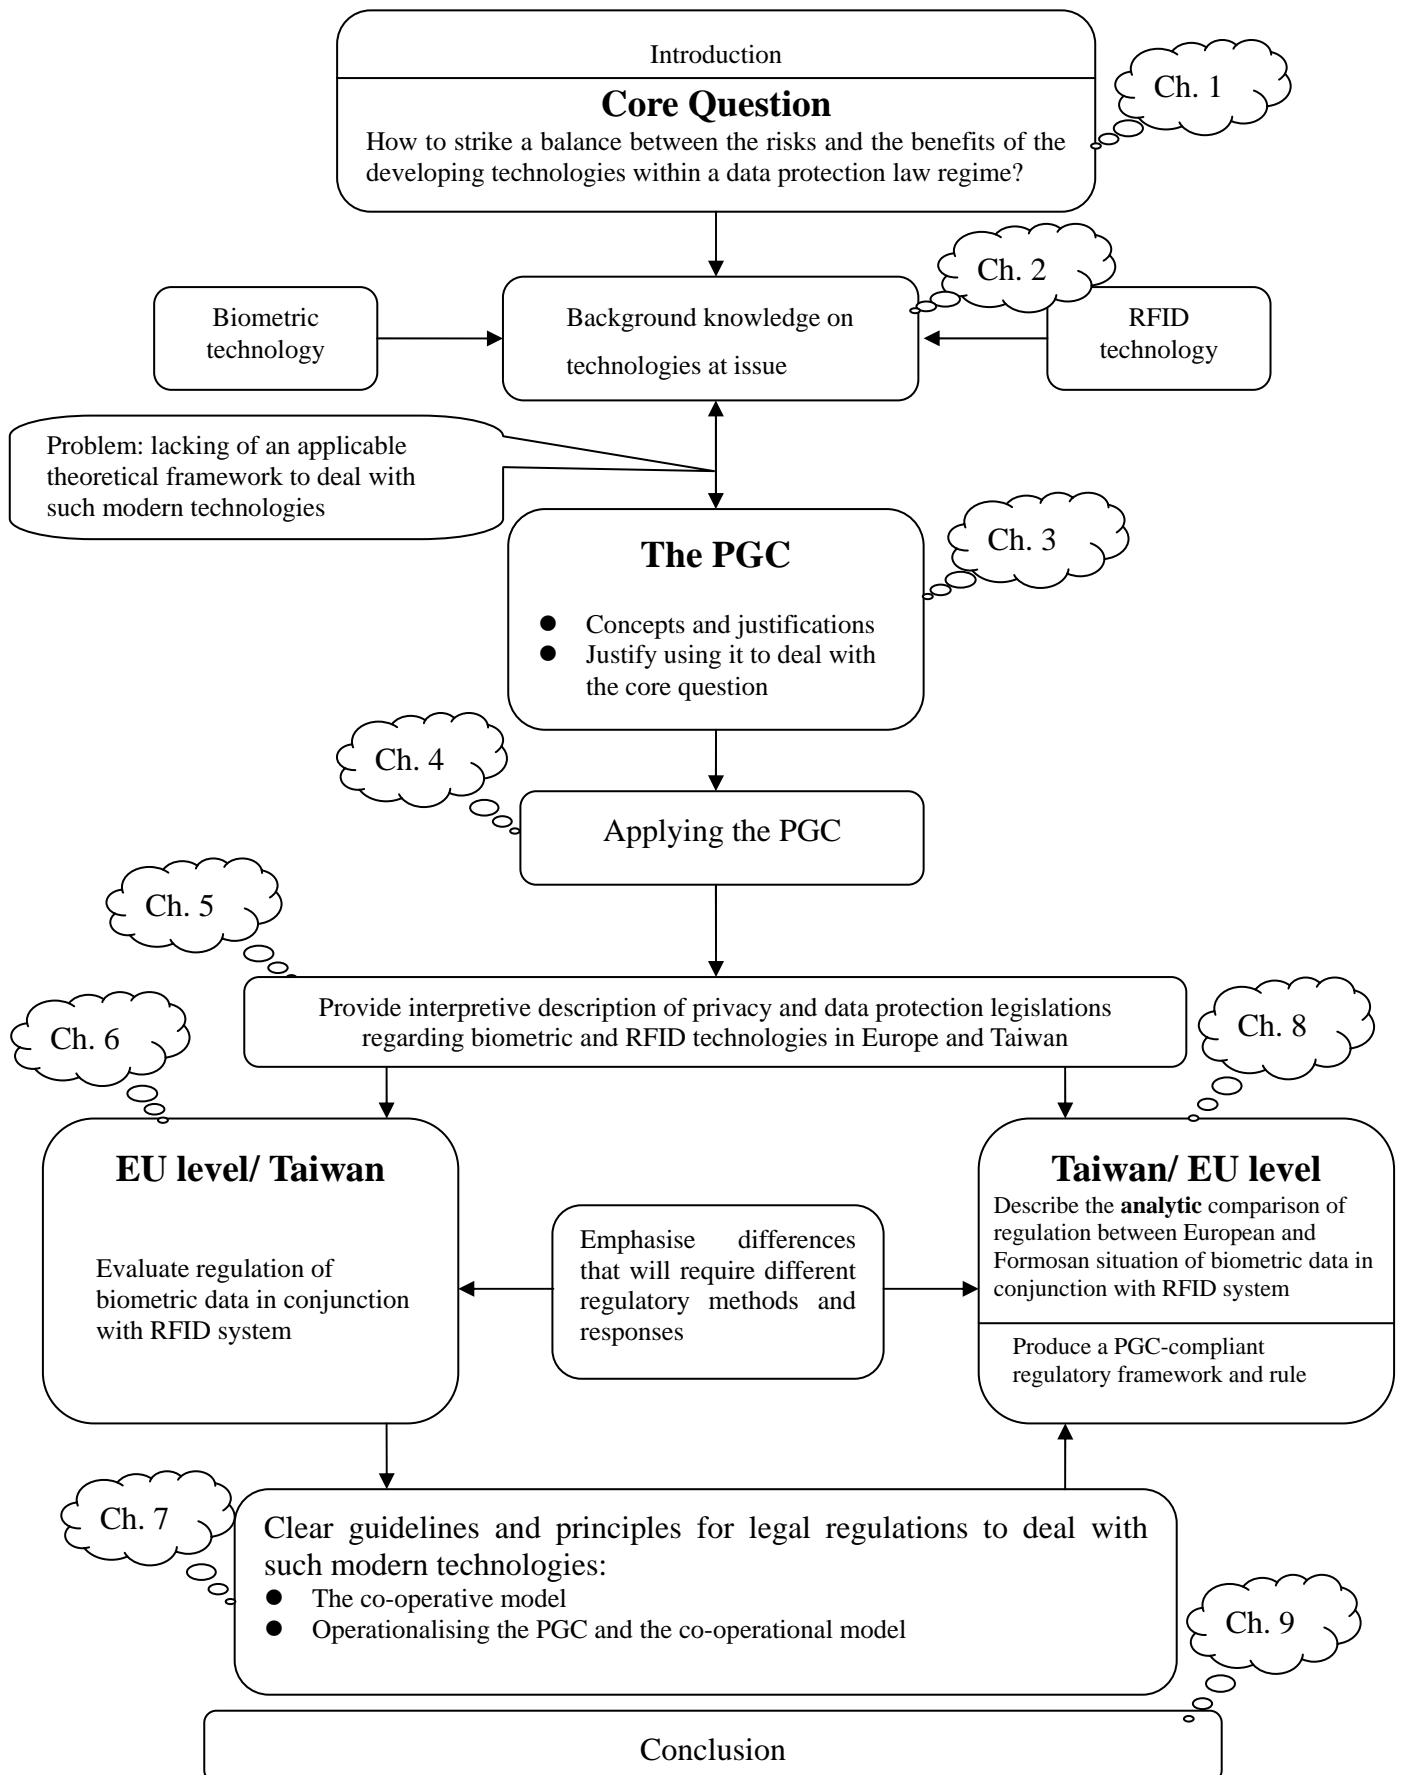 Introduction
Ch. 1
Core Question
How to strike a balance between the risks and the benefits of the
developing technologies within a data protection law regime?
Ch. 2
Biometric
technology
Background knowledge on
technologies at issue
RFID
technology
Problem: lacking of an applicable
theoretical framework to deal with
such modern technologies
The PGC
Ch. 3
● Concepts and justifications
● Justify using it to deal with
the core question
Ch. 4
Applying the PGC
Ch. 5
Provide interpretive description of privacy and data protection legislations
regarding biometric and RFID technologies in Europe and Taiwan
Ch. 6
Ch. 8
EU level/ Taiwan
Evaluate regulation of
biometric data in conjunction
with RFID system
Emphasise differences
that will require different
regulatory methods and
responses
Taiwan/ EU level
Describe the analytic comparison of
regulation between European and
Formosan situation of biometric data in
conjunction with RFID system
Produce a PGC-compliant
regulatory framework and rule
Ch. 7
Clear guidelines and principles for legal regulations to deal with
such modern technologies:
● The co-operative model
● Operationalising the PGC and the co-operational model
Ch. 9
Conclusion